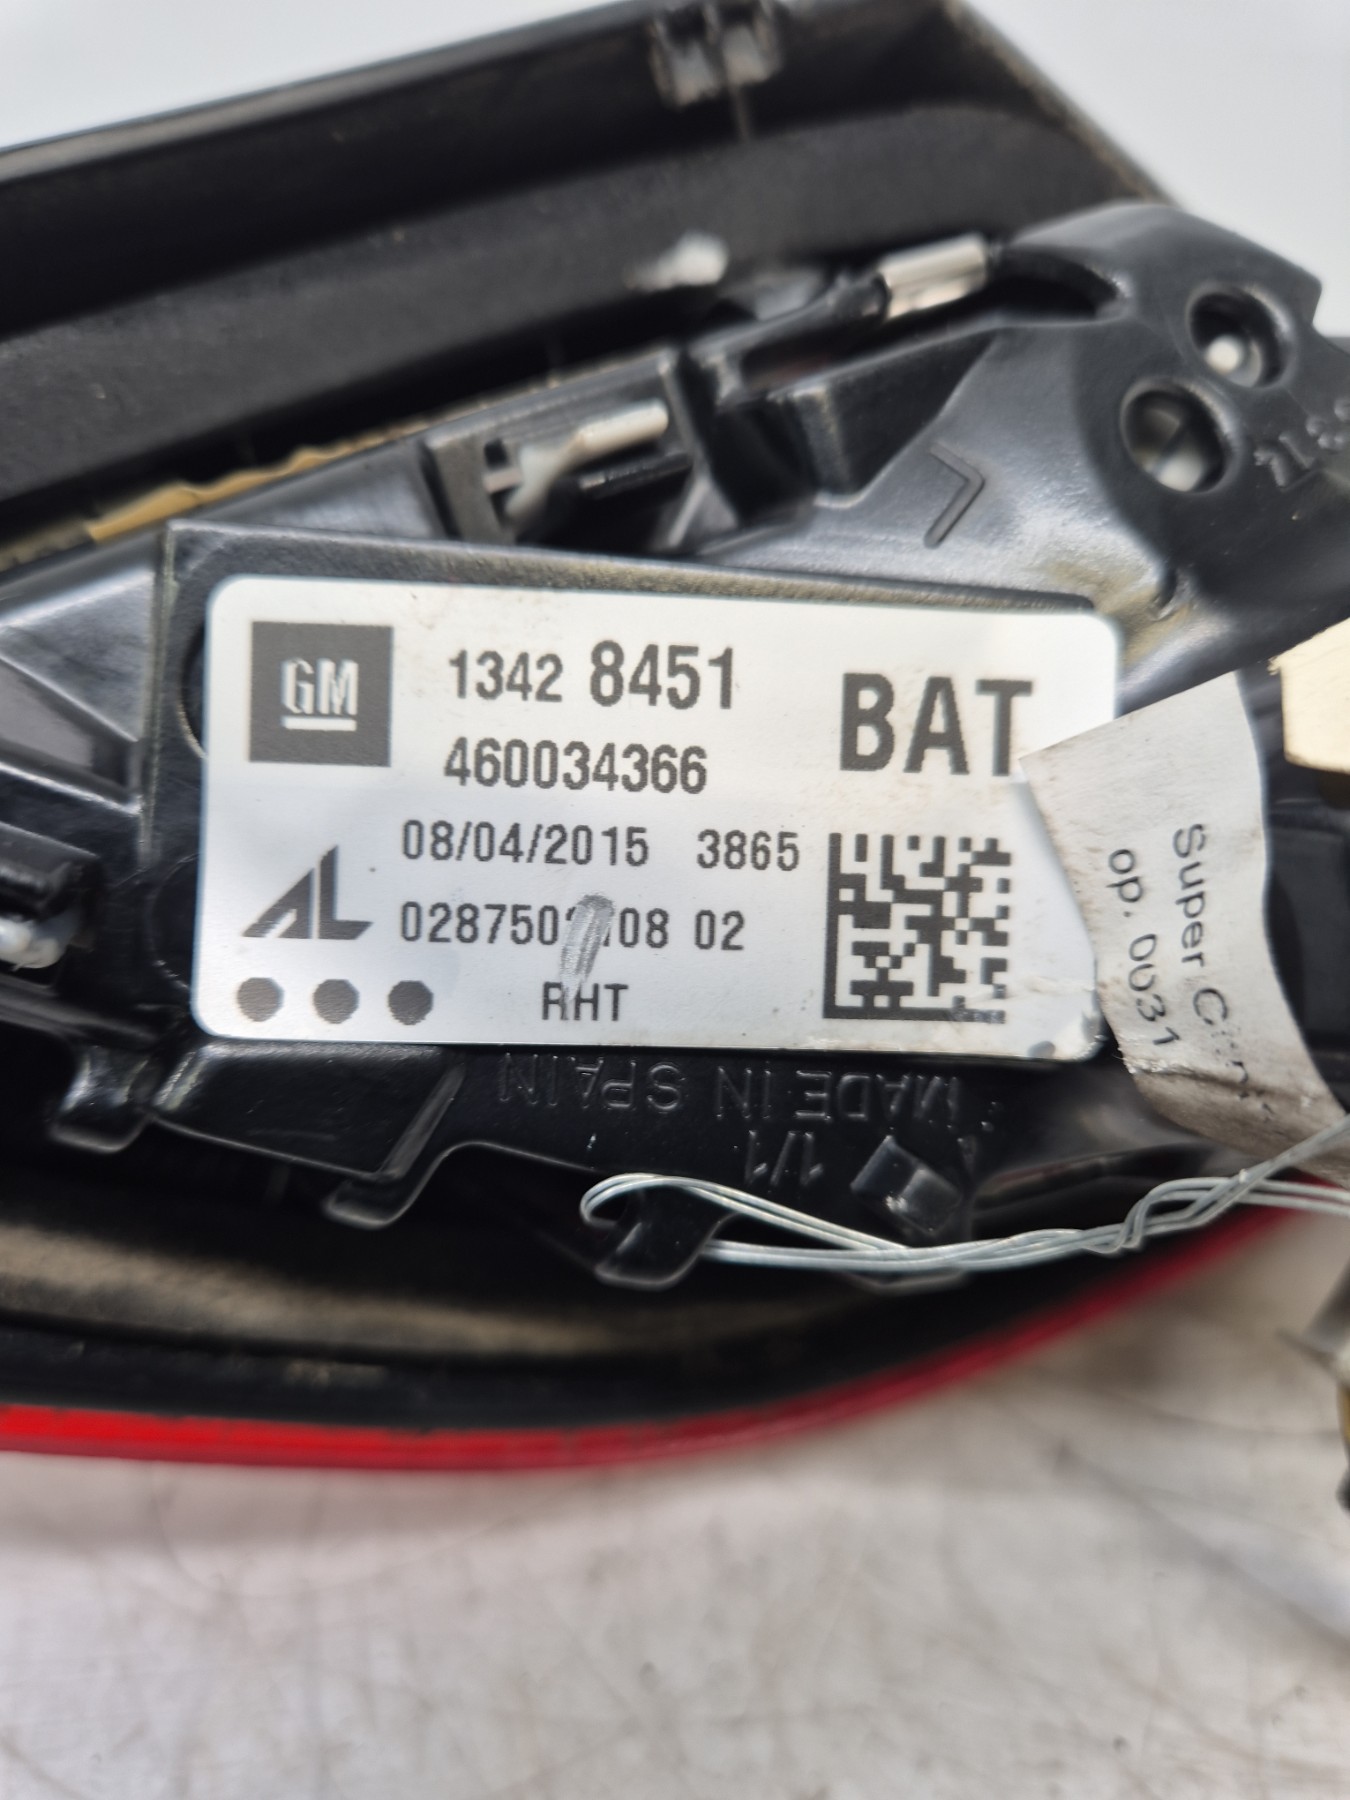 GM
1342 8451
BAT
460034366
08/04/2015 3865
AL
02 
RHT
MADE IN SPAIN
1/1
Super
op. 0031